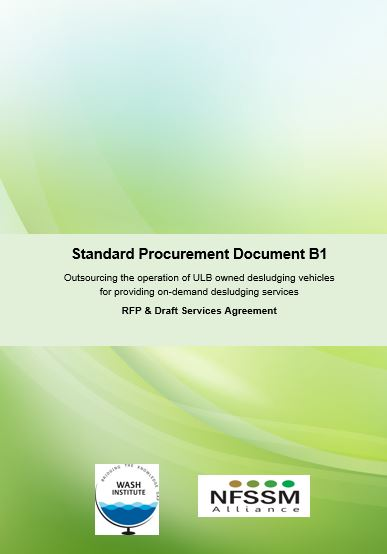 Standard Procurement Document B1
Outsourcing the operation of ULB owned desludging vehicles
for providing on-demand desludging services
RFP & Draft Services Agreement
BRIDGING THE KNOWLEDGE GAP
WASH
INSTITUTE
NFSSM
Alliance